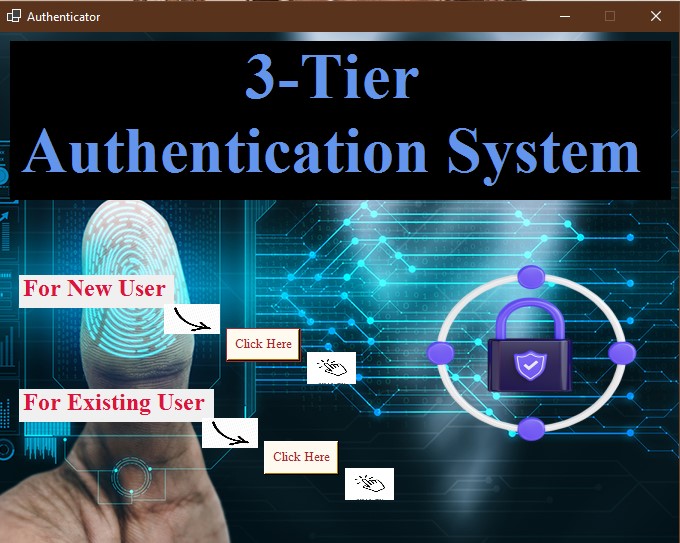 Authenticator
3-Tier
Authentication System
For New User
Click Here
For Existing User
Click Here